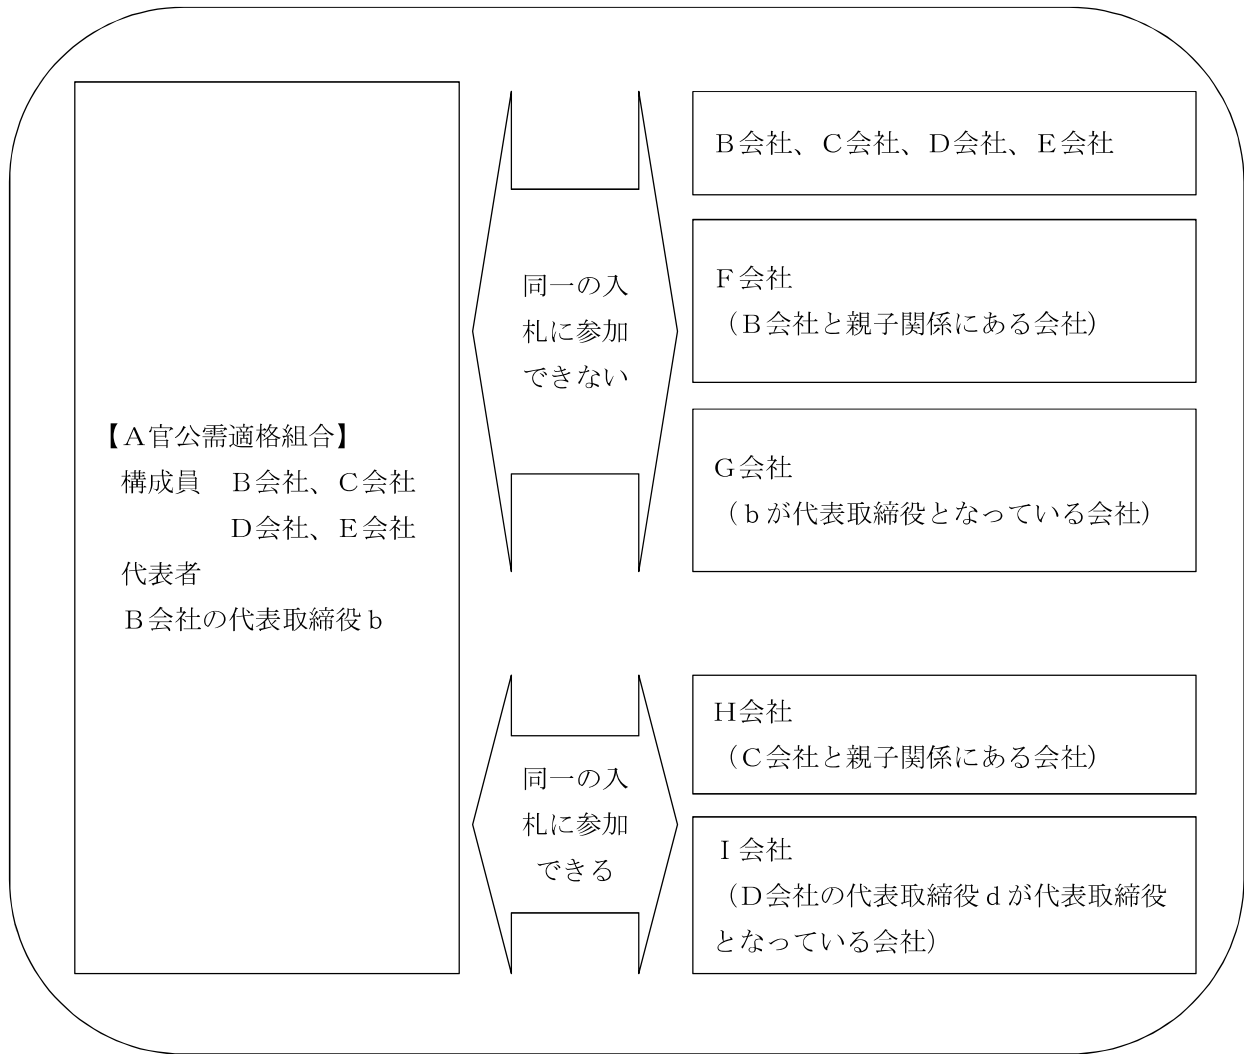 【Ａ官公需適格組合】
構成員　Ｂ会社、Ｃ会社
Ｄ会社、Ｅ会社
代表者
Ｂ会社の代表取締役ｂ
同一の入
札に参加
できない
Ｂ会社、Ｃ会社、Ｄ会社、Ｅ会社
Ｆ会社
（Ｂ会社と親子関係にある会社）
Ｇ会社
（ｂが代表取締役となっている会社）
同一の入
札に参加
できる
Ｈ会社
（Ｃ会社と親子関係にある会社）
Ｉ会社
（Ｄ会社の代表取締役ｄが代表取締役
となっている会社）